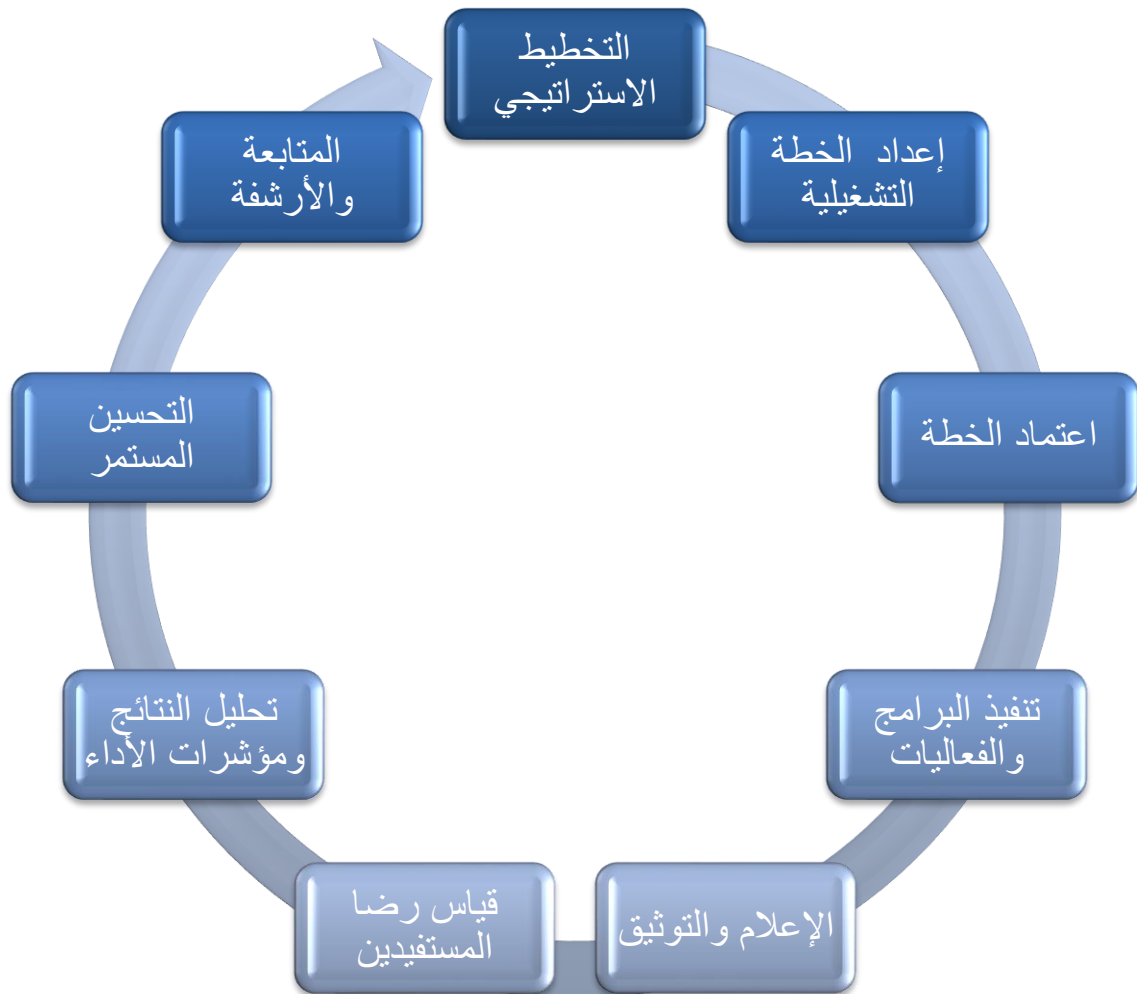 التخطيط
الاستراتيجي
إعداد  الخطة
التشغيلية
اعتماد الخطة
تنفيذ البرامج
والفعاليات
الإعلام والتوثيق
قياس رضا
المستفيدين
تحليل النتائج
ومؤشرات الأداء
التحسين
المستمر
المتابعة
والأرشفة